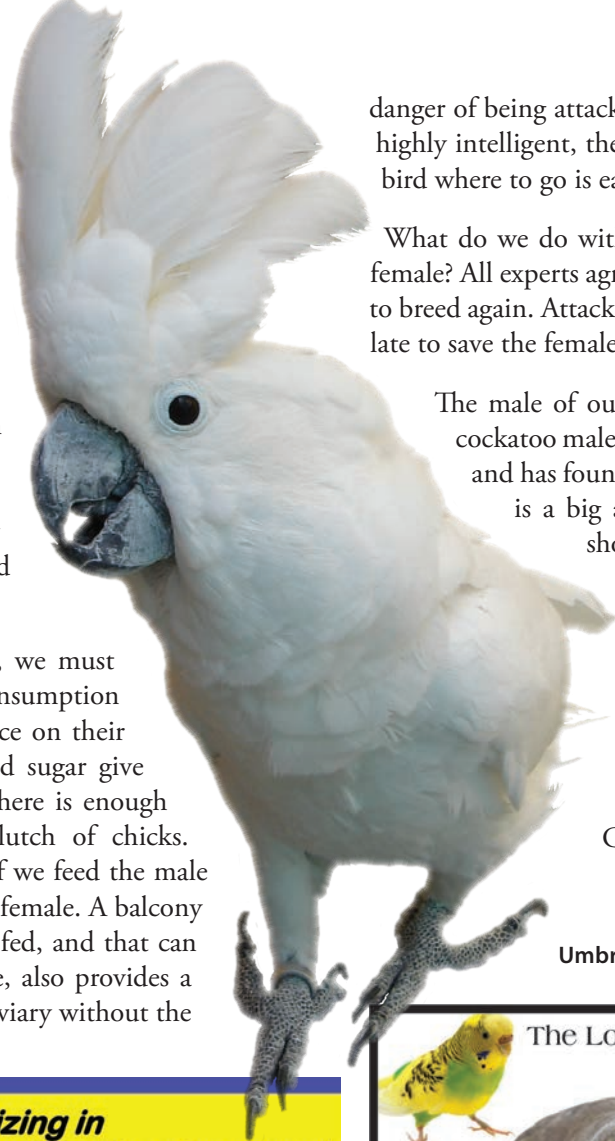 d
, we must
nsumption
ce on their
d sugar give
here is enough
lutch of chicks.
f we feed the male
female. A balcony
fed, and that can
e, also provides a
viary without the
izing in
danger of being attack
highly intelligent, the
bird where to go is ea
What do we do wit
female? All experts agr
to breed again. Attack
late to save the female
The male of ou
cockatoo male
and has foun
is a big a
sho
C
Umbr
The Lo